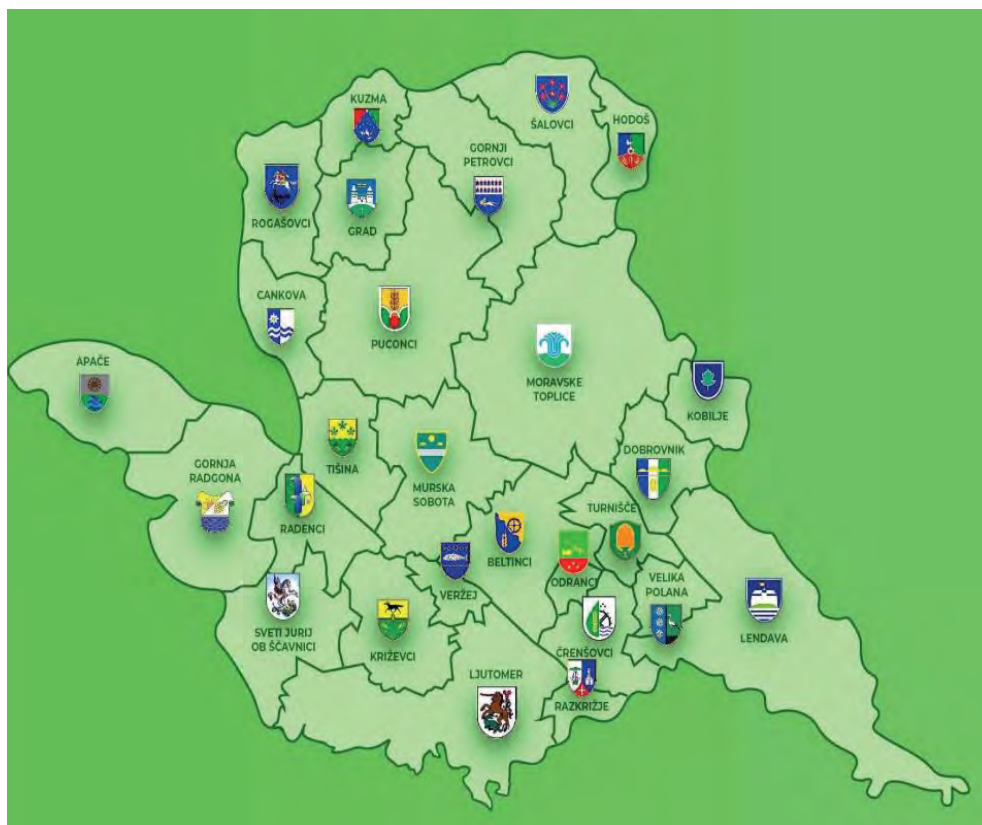 KUZMA
ŠALOVCI
HODOŠ
GORNJI
PETROVCI
ROGAŠOVCI
GRAD
CANKOVA
PUCONCI
MORAVSKE
TOPLICE
APAČE
KOBILJE
GORNJA
RADGONA
TIŠINA
MURSKA
SOBOTA
DOBROVNIK
RADENCI
TURNIŠČE
BELTINCI
ODRANCI
VERŽEJ
VELIKA
POLANA
LENDAVA
SVETI JURIJ
OB ŠČAVNICI
KRIŽEVCI
ČRENŠOVCI
LJUTOMER
RAZKRIŽJE